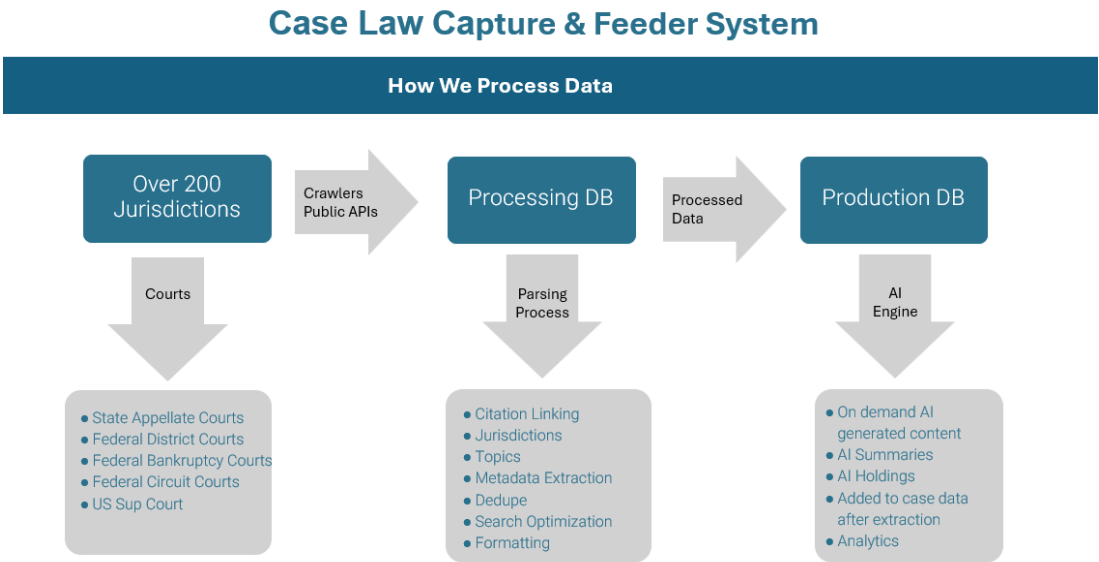 Case Law Capture & Feeder System
How We Process Data
Over 200
Jurisdictions
Crawlers
Public APIs
Processing DB
Processed
Data
Production DB
Courts
Parsing
Process
AI
Engine
● State Appellate Courts
● Federal District Courts
● Federal Bankruptcy Courts
● Federal Circuit Courts
● US Sup Court
● Citation Linking
● Jurisdictions
● Topics
● Metadata Extraction
● Dedupe
● Search Optimization
● Formatting
● On demand AI
generated content
● AI Summaries
● AI Holdings
● Added to case data
after extraction
● Analytics